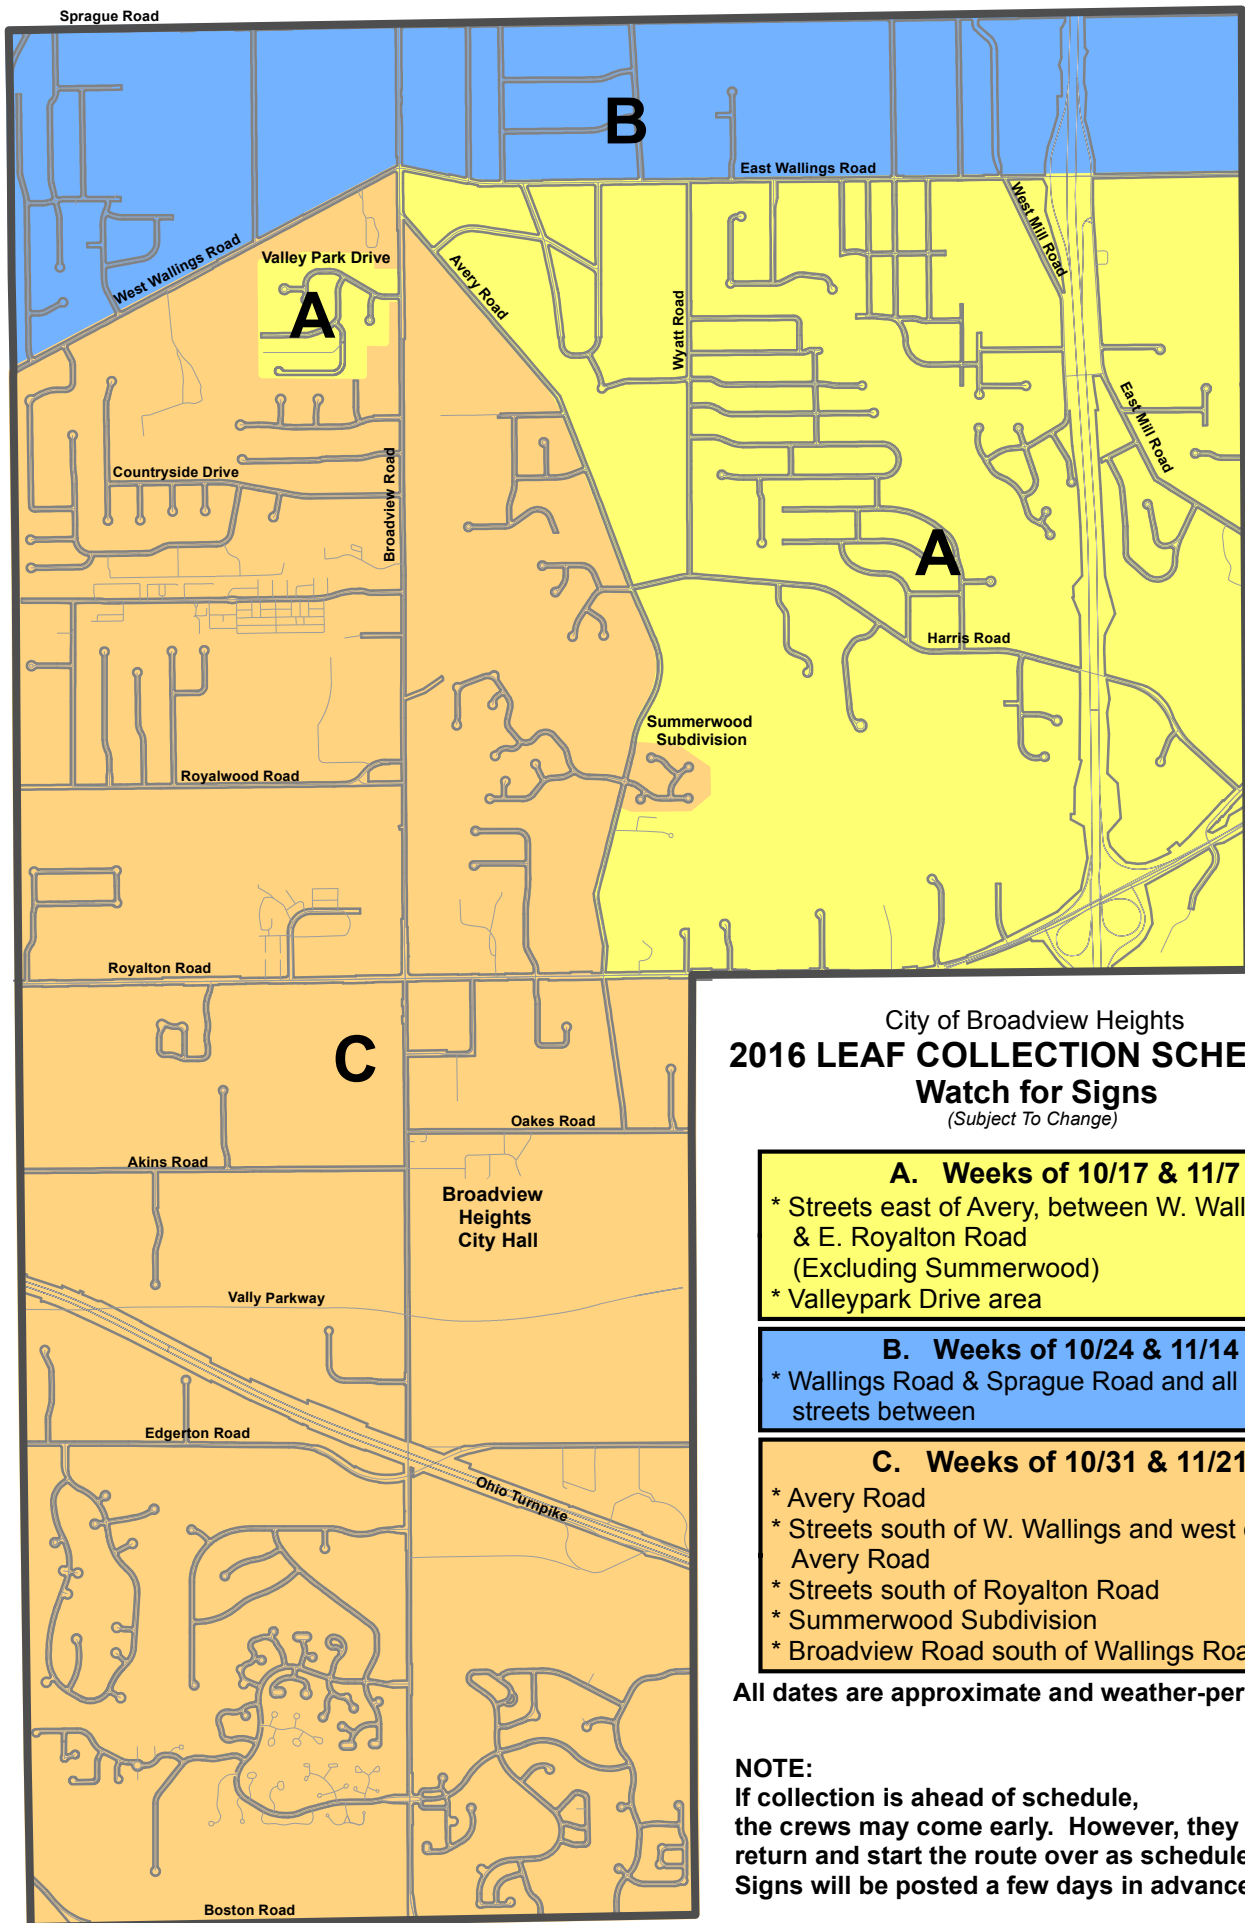 Sprague Road
B
East Wallings Road
West Wallings Road
Valley Park Drive
A
Avery Road
West Mill Road
Wyatt Road
East Mill Road
Countryside Drive
Broadview Road
A
Harris Road
Summerwood
Subdivision
Royalwood Road
Royalton Road
C
Oakes Road
Akins Road
Broadview
Heights
City Hall
Vally Parkway
Edgerton Road
Ohio Turnpike
Boston Road
City of Broadview Heights
2016 LEAF COLLECTION SCHE
Watch for Signs
(Subject To Change)
A. Weeks of 10/17 & 11/7
* Streets east of Avery, between W. Wall
& E. Royalton Road
(Excluding Summerwood)
* Valleypark Drive area
B. Weeks of 10/24 & 11/14
* Wallings Road & Sprague Road and all
streets between
C. Weeks of 10/31 & 11/21
* Avery Road
* Streets south of W. Wallings and west
Avery Road
* Streets south of Royalton Road
* Summerwood Subdivision
* Broadview Road south of Wallings Roa
All dates are approximate and weather-per
NOTE:
If collection is ahead of schedule,
the crews may come early. However, they
return and start the route over as schedule
Signs will be posted a few days in advance